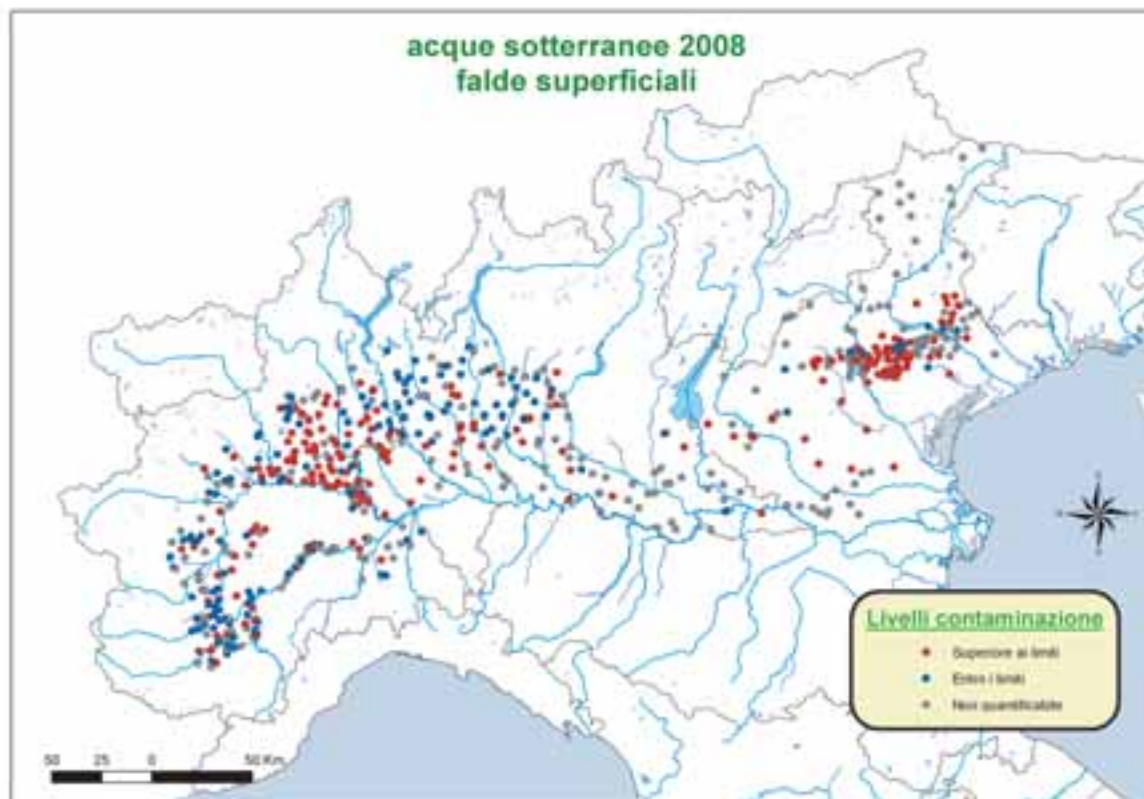 acque sotterranee 2008
falde superficiali
Livelli contaminazione
Superiore ai limiti
Entro i limiti
Non quantificabile
50 25 0 50 Km